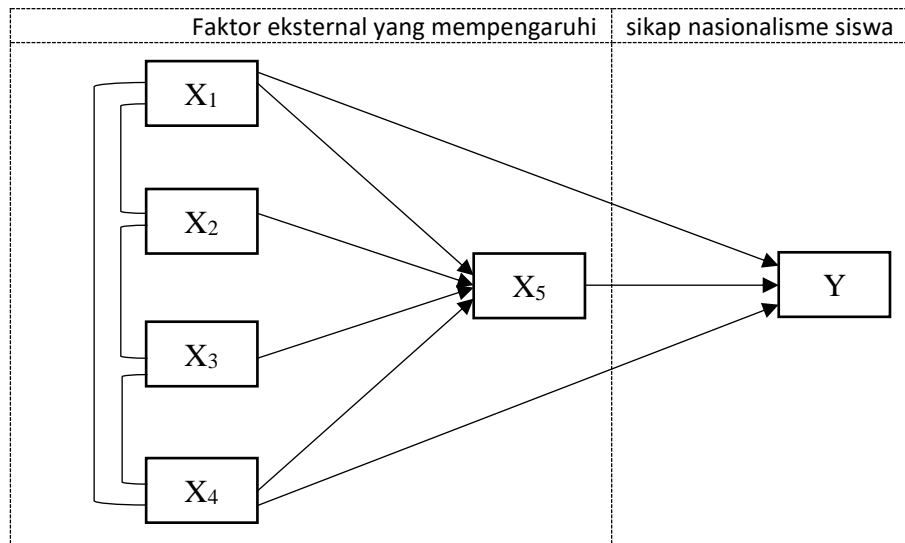 Faktor eksternal yang mempengaruhi
sikap nasionalisme siswa
X₁
X₂
X₃
X₄
X₅
Y